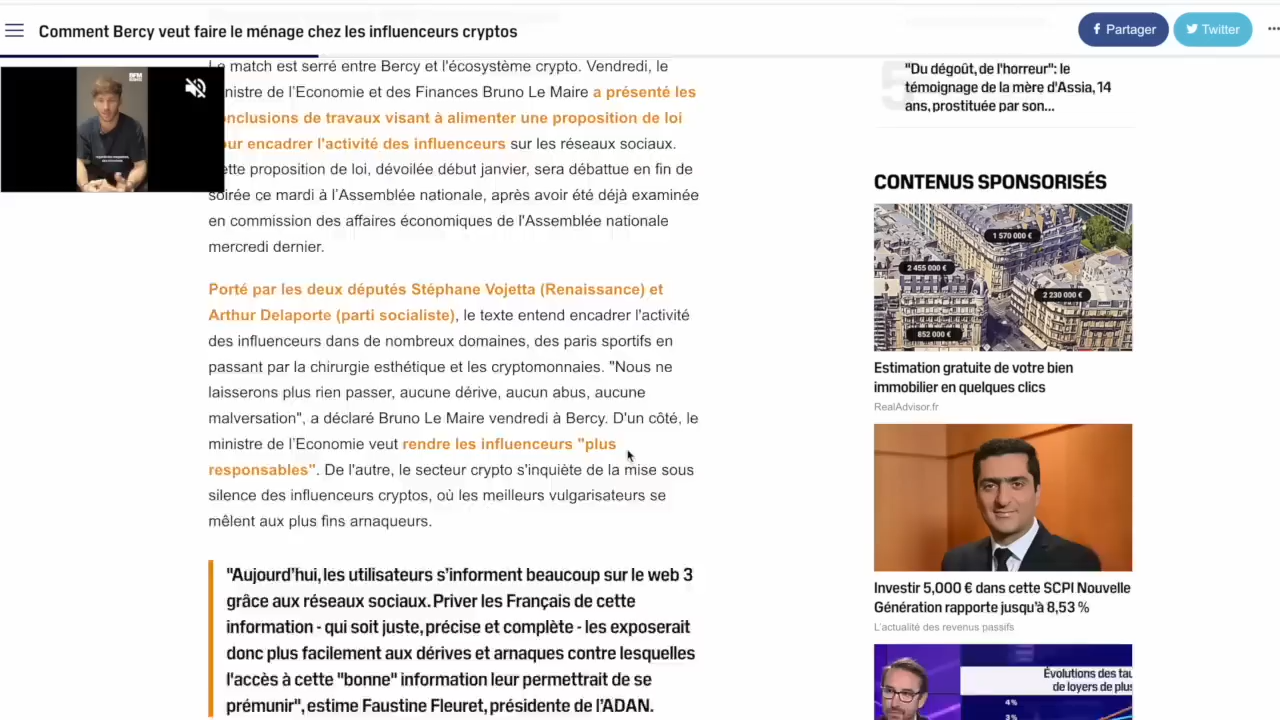 Comment Bercy veut faire le ménage chez les influenceurs cryptos
Partager
Twitter
match est serré entre Bercy et l'écosystème crypto. Vendredi, le
nistre de l'Economie et des Finances Bruno Le Maire a présenté les
nclusions de travaux visant à alimenter une proposition de loi
ur encadrer l'activité des influenceurs sur les réseaux sociaux.
tte proposition de loi, dévoilée début janvier, sera débattue en fin de
soirée ce mardi à l'Assemblée nationale, après avoir été déjà examinée
en commission des affaires économiques de l'Assemblée nationale
mercredi dernier.
Porté par les deux députés Stéphane Vojetta (Renaissance) et
Arthur Delaporte (parti socialiste), le texte entend encadrer l'activité
des influenceurs dans de nombreux domaines, des paris sportifs en
passant par la chirurgie esthétique et les cryptomonnaies. "Nous ne
laisserons plus rien passer, aucune dérive, aucun abus, aucune
malversation", a déclaré Bruno Le Maire vendredi à Bercy. D'un côté, le
ministre de l'Economie veut rendre les influenceurs "plus
responsables". De l'autre, le secteur crypto s'inquiète de la mise sous
silence des influenceurs cryptos, où les meilleurs vulgarisateurs se
mêlent aux plus fins arnaqueurs.
"Aujourd'hui, les utilisateurs s'informent beaucoup sur le web 3
grâce aux réseaux sociaux. Priver les Français de cette
information - qui soit juste, précise et complète - les exposerait
donc plus facilement aux dérives et arnaques contre lesquelles
l'accès à cette "bonne" information leur permettrait de se
prémunir", estime Faustine Fleuret, présidente de l'ADAN.
5
"Du dégoût, de l'horreur": le
témoignage de la mère d'Assia, 14
ans, prostituée par son...
CONTENUS SPONSORISÉS
1 570 000 €
2 455 000 €
2 230 000 €
852 000 €
Estimation gratuite de votre bien
immobilier en quelques clics
RealAdvisor.fr
Investir 5,000 € dans cette SCPI Nouvelle
Génération rapporte jusqu'à 8,53 %
L'actualité des revenus passifs
Évolutions des tau
de loyers de plus
4%
3%